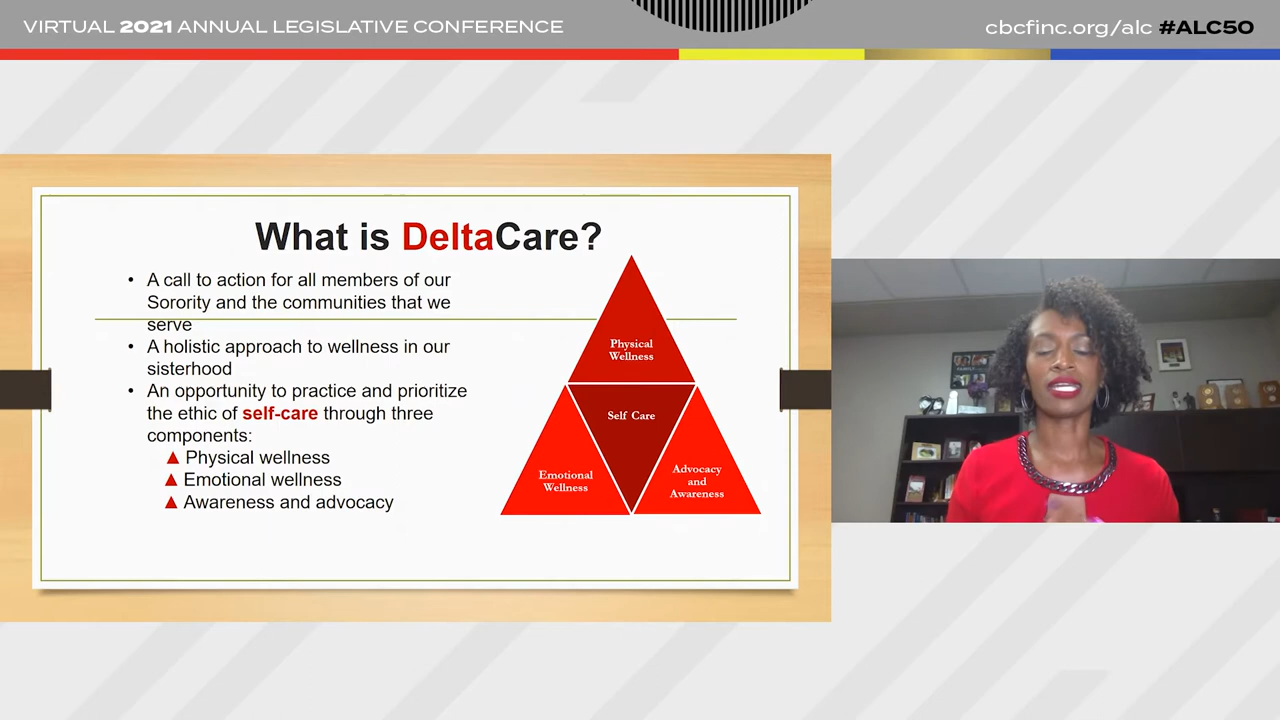 VIRTUAL 2021 ANNUAL LEGISLATIVE CONFERENCE
cbcfinc.org/alc #ALC50
What is DeltaCare?
• A call to action for all members of our
Sorority and the communities that we
serve
• A holistic approach to wellness in our
sisterhood
• An opportunity to practice and prioritize
the ethic of self-care through three
components:
▲ Physical wellness
▲ Emotional wellness
▲ Awareness and advocacy
Physical
Wellness
Self Care
Emotional
Wellness
Advocacy
and
Awareness